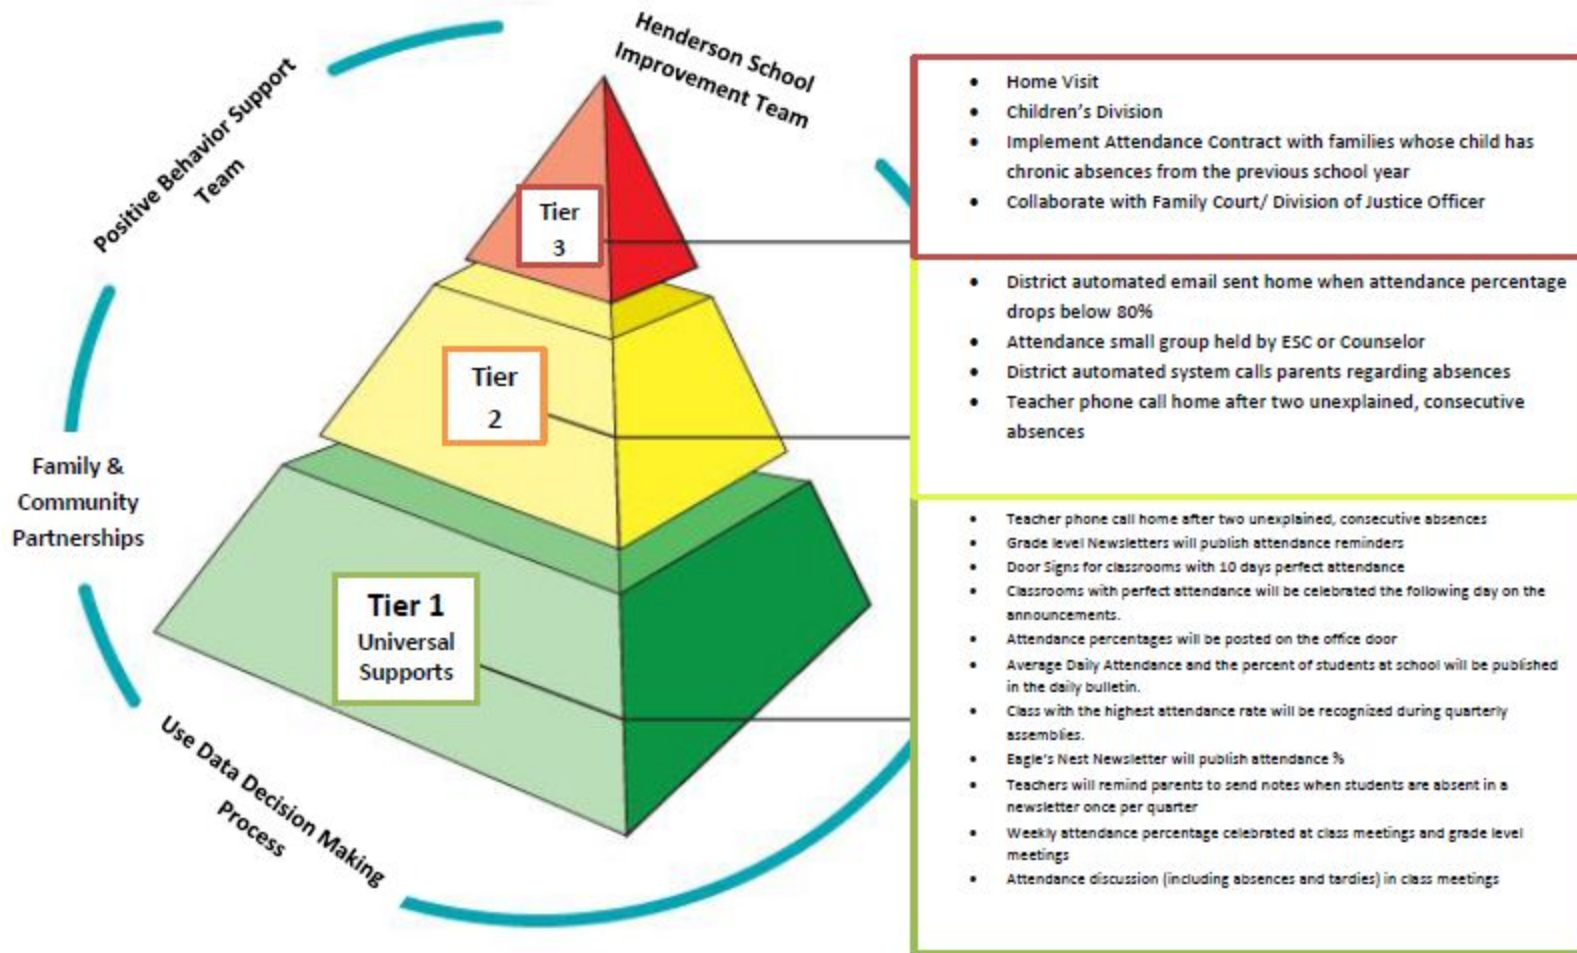 Henderson School
Improvement Team
Positive Behavior Support
Team
Family &
Community
Partnerships
Use Data Decision Making
Process
Tier
3
Tier
2
Tier 1
Universal
Supports
• Home Visit
• Children's Division
• Implement Attendance Contract with families whose child has
chronic absences from the previous school year
• Collaborate with Family Court/ Division of Justice Officer
• District automated email sent home when attendance percentage
drops below 80%
• Attendance small group held by ESC or Counselor
• District automated system calls parents regarding absences
• Teacher phone call home after two unexplained, consecutive
absences
• Teacher phone call home after two unexplained, consecutive absences
• Grade level Newsletters will publish attendance reminders
• Door Signs for classrooms with 10 days perfect attendance
• Classrooms with perfect attendance will be celebrated the following day on the
announcements.
• Attendance percentages will be posted on the office door
• Average Daily Attendance and the percent of students at school will be published
in the daily bulletin.
• Class with the highest attendance rate will be recognized during quarterly
assemblies.
• Eagle's Nest Newsletter will publish attendance %
• Teachers will remind parents to send notes when students are absent in a
newsletter once per quarter
• Weekly attendance percentage celebrated at class meetings and grade level
meetings
• Attendance discussion (including absences and tardies) in class meetings